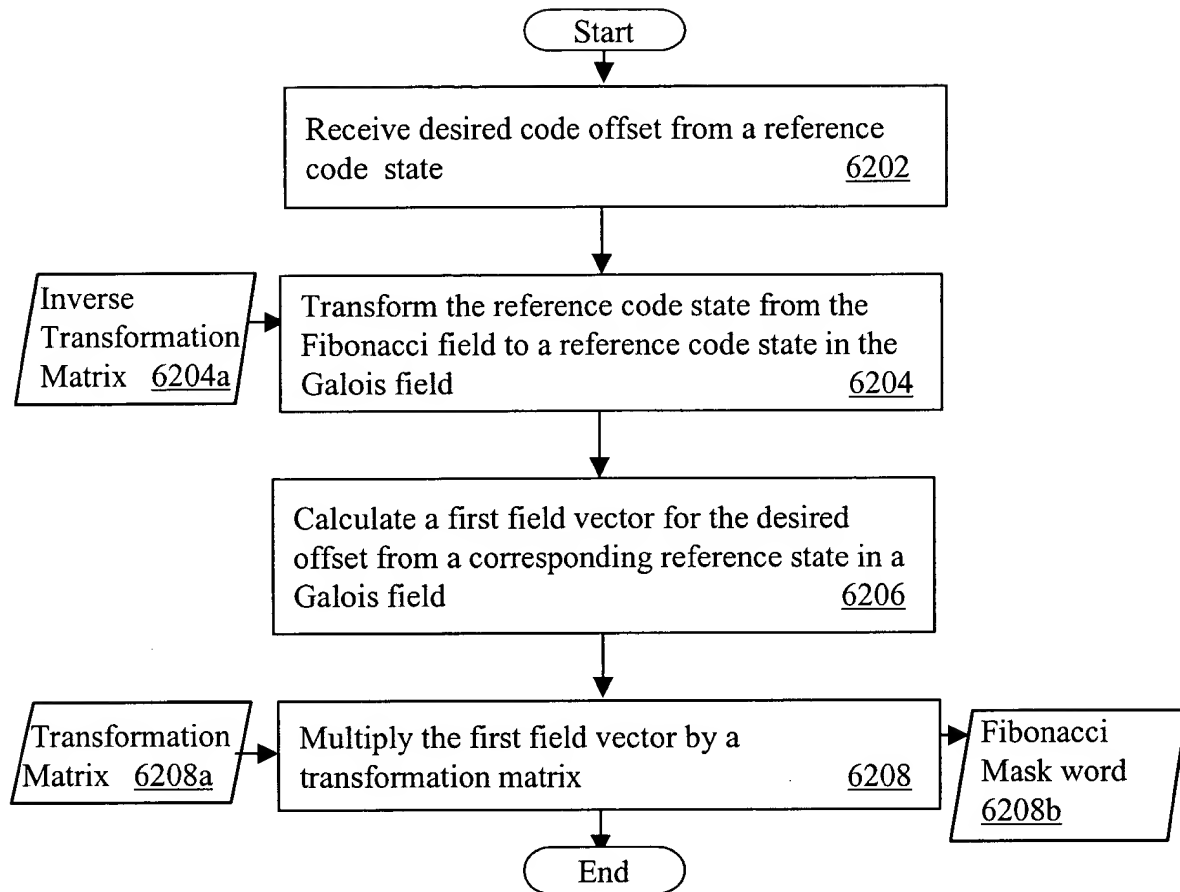 Start
Receive desired code offset from a reference
code state 6202
Inverse
Transformation
Matrix 6204a
Transform the reference code state from the
Fibonacci field to a reference code state in the
Galois field 6204
Calculate a first field vector for the desired
offset from a corresponding reference state in a
Galois field 6206
Transformation
Matrix 6208a
Multiply the first field vector by a
transformation matrix 6208
Fibonacci
Mask word
6208b
End